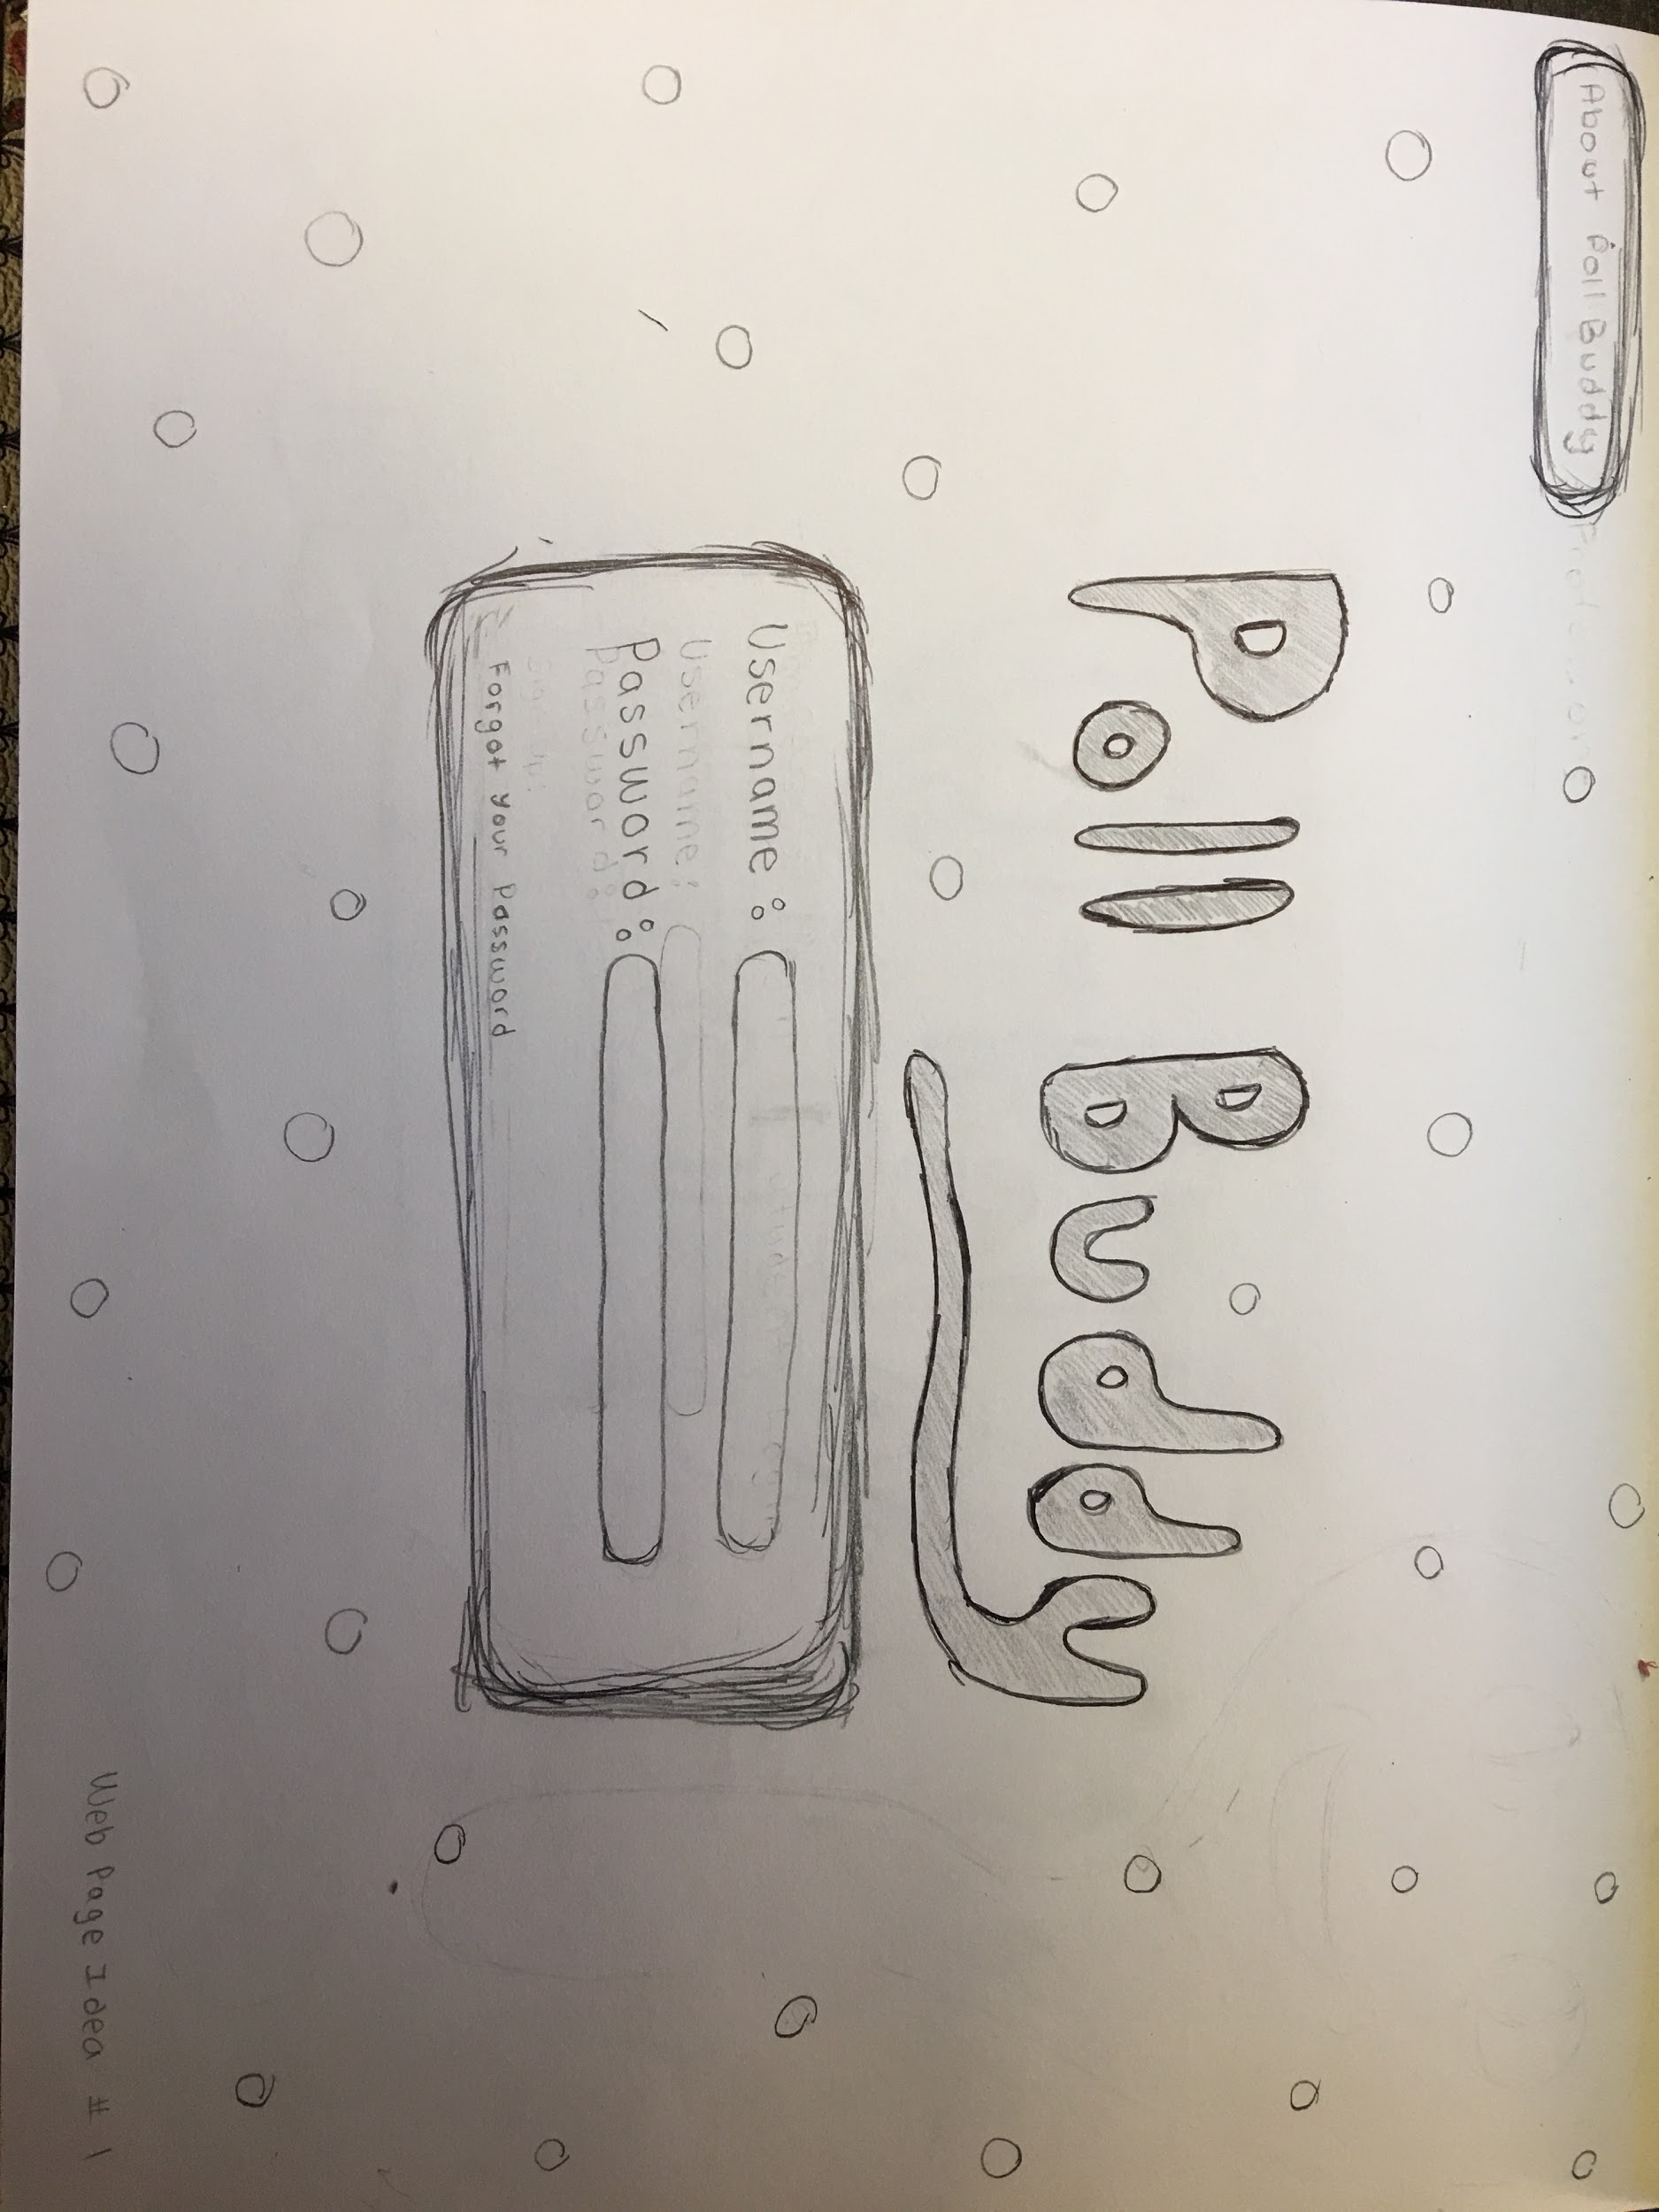 About Poll Buddy
Poll Buddy
Username:
Password:
Forgot your Password
Web Page Idea # 1